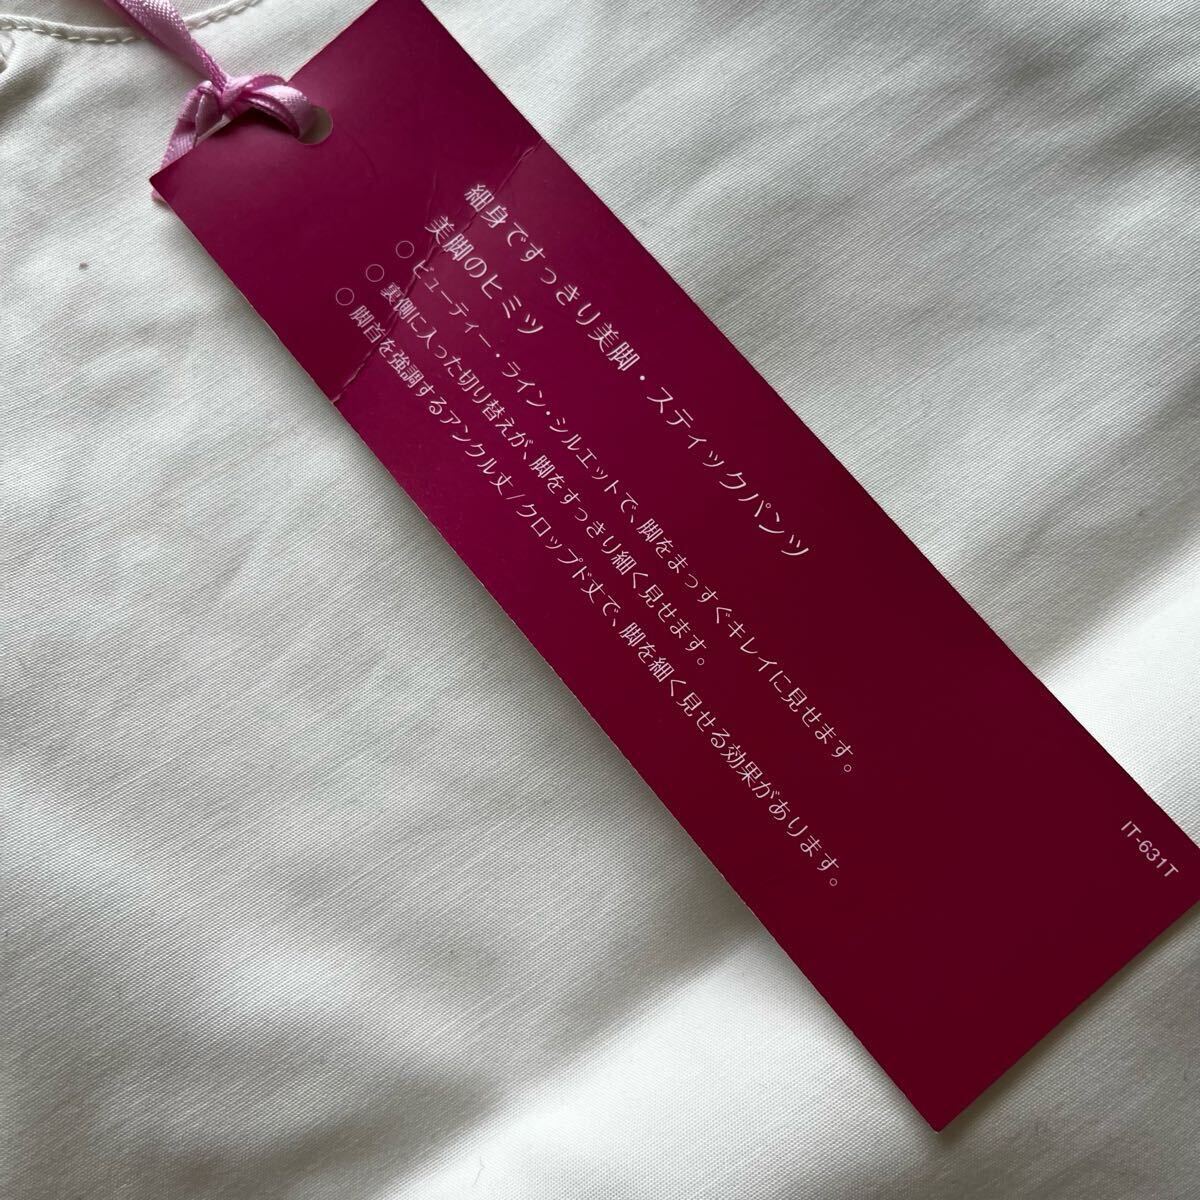 細身ですっきり美脚・スティックパンツ
美脚のヒミツ
○ ビューティー・ライン・シルエットで、脚をまっすぐキレイに見せます。
○ 裏側に入った切り替えが、脚をすっきり細く見せます。
○ 脚首を強調するアンクル丈/クロップド丈で、脚を細く見せる効果があります。
IT-631T